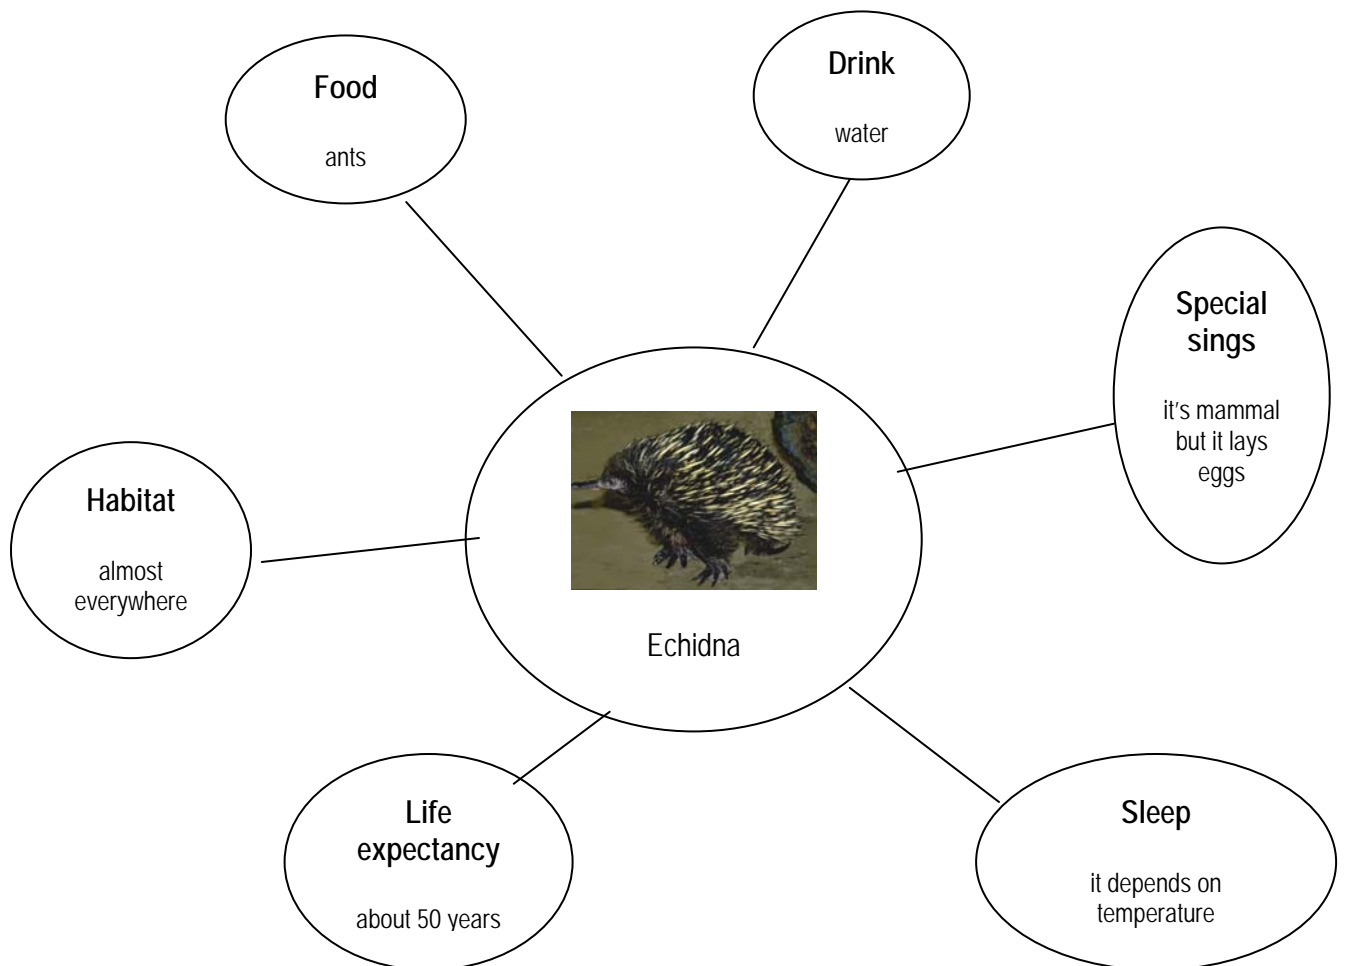 Food
ants
Drink
water
Special
sings
it's mammal
but it lays
eggs
Habitat
almost
everywhere
Echidna
Life
expectancy
about 50 years
Sleep
it depends on
temperature